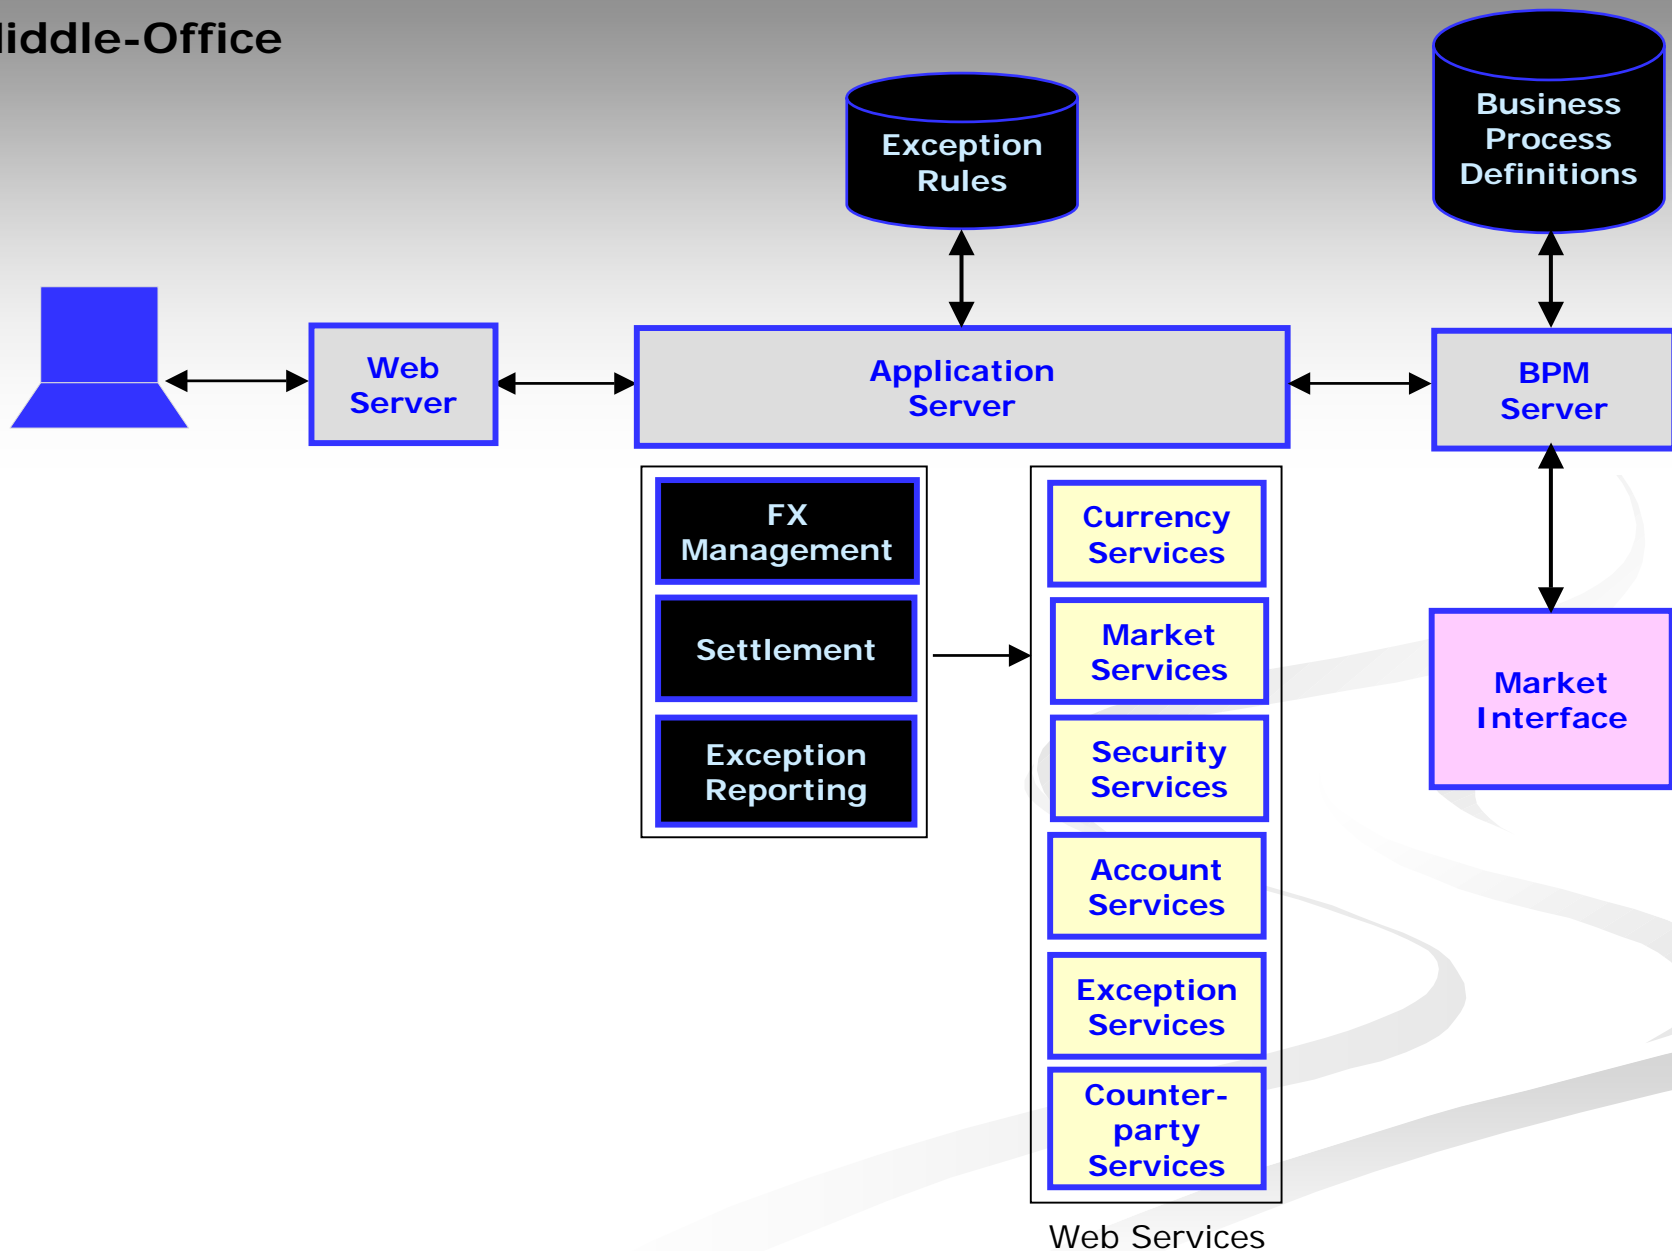 iddle-Office
Exception
Rules
Business
Process
Definitions
Web
Server
Application
Server
BPM
Server
FX
Management
Settlement
Exception
Reporting
Currency
Services
Market
Services
Security
Services
Account
Services
Exception
Services
Counter-
party
Services
Web Services
Market
Interface